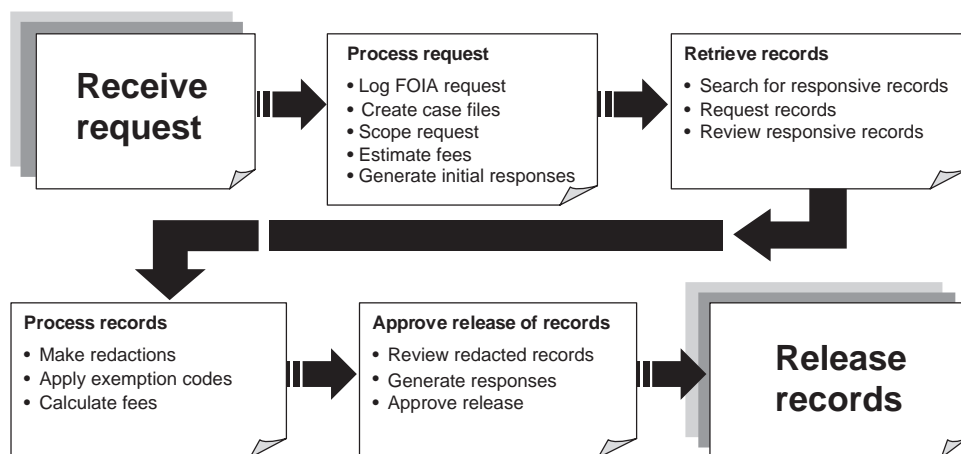 Receive
request
Process request
• Log FOIA request
• Create case files
• Scope request
• Estimate fees
• Generate initial responses
Retrieve records
• Search for responsive records
• Request records
• Review responsive records
Process records
• Make redactions
• Apply exemption codes
• Calculate fees
Approve release of records
• Review redacted records
• Generate responses
• Approve release
Release
records